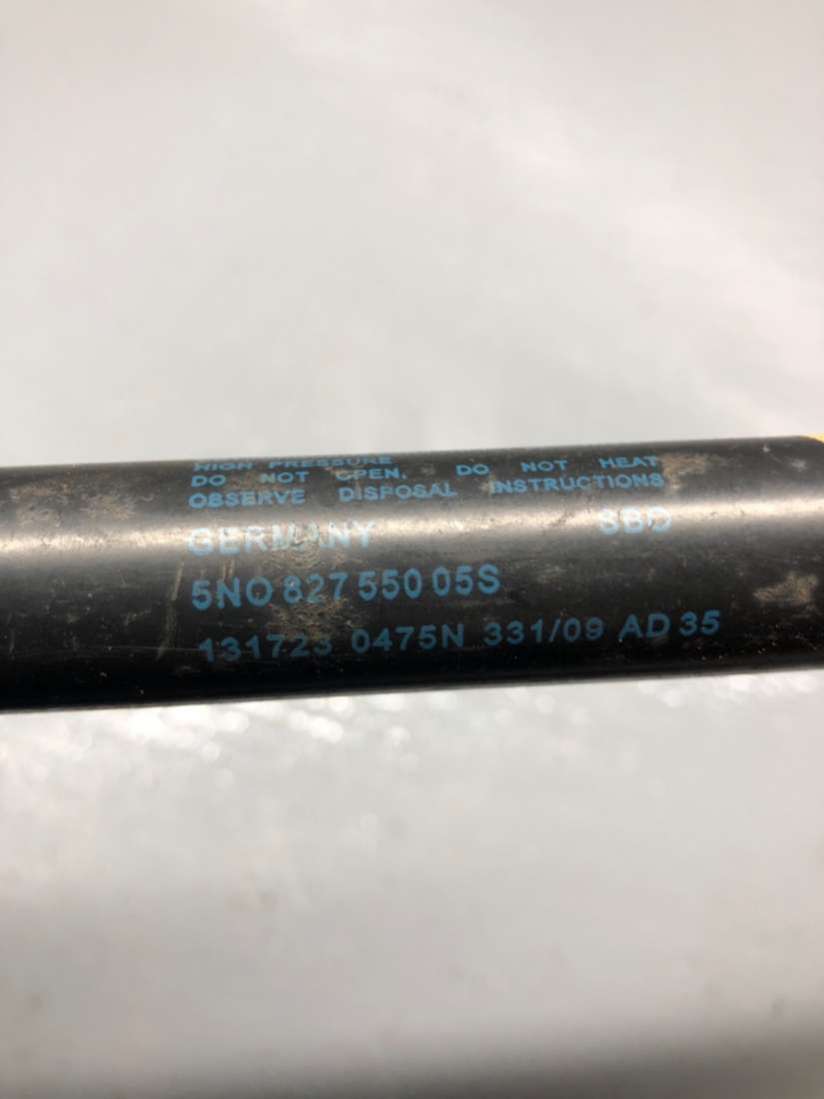 HIGH PRESSURE
DO NOT OPEN, DO NOT HEAT
OBSERVE DISPOSAL INSTRUCTIONS
GERMANY SBD
5N0 827 550 05S
131723 0475N 331/09 AD 35